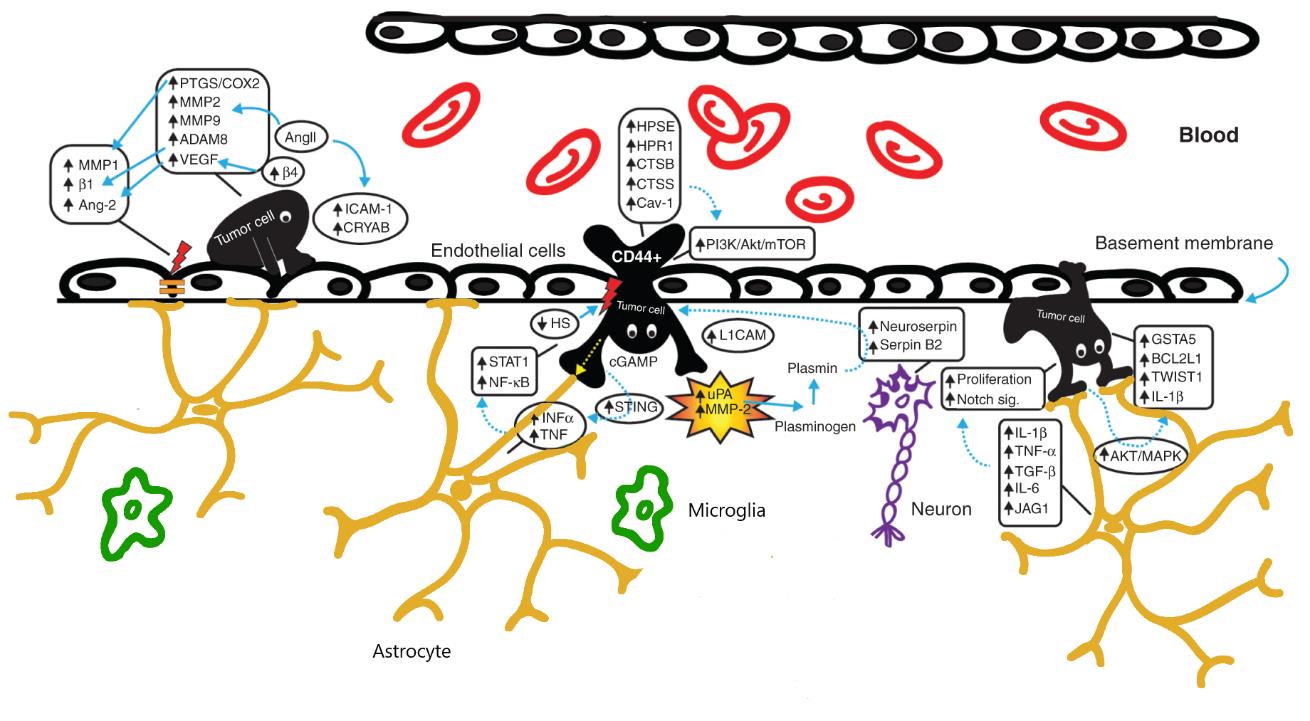 ↑PTGS/COX2
↑MMP2
↑MMP9
↑ADAM8
↑VEGF
AngII
↑β4
↑ MMP1
↑ β1
↑ Ang-2
↑ICAM-1
↑CRYAB
Tumor cell
↑HPSE
↑HPR1
↑CTSB
↑CTSS
↑Cav-1
↑PI3K/Akt/mTOR
Blood
Endothelial cells
CD44+
Basement membrane
Tumor cell
Tumor cell
↓HS
↑STAT1
↑NF-κB
cGAMP
↑L1CAM
↑STING
↑INFα
↑TNF
↑uPA
↑MMP-2
Plasmin
Plasminogen
↑Neuroserpin
↑Serpin B2
↑Proliferation
↑Notch sig.
↑GSTA5
↑BCL2L1
↑TWIST1
↑IL-1β
↑IL-1β
↑TNF-α
↑TGF-β
↑IL-6
↑JAG1
↑AKT/MAPK
Microglia
Neuron
Astrocyte